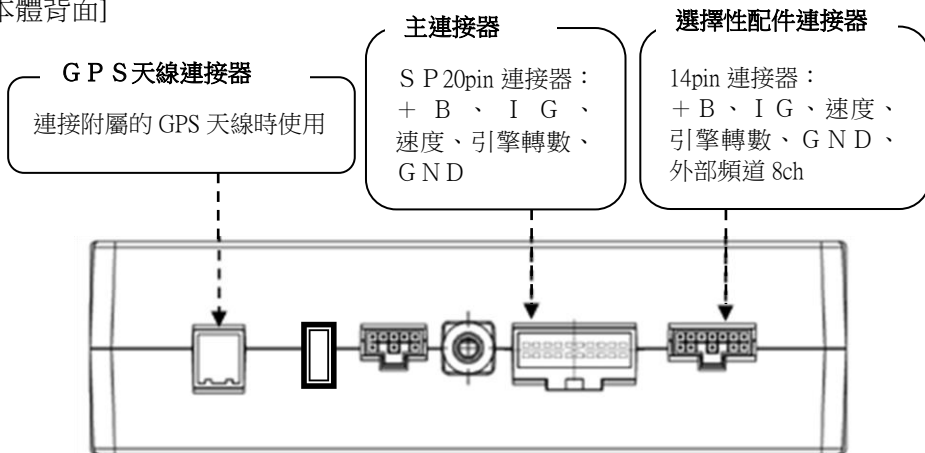 本體背面]
ＧＰＳ天線連接器
連接附屬的 GPS 天線時使用
主連接器
ＳＰ20pin 連接器：
＋Ｂ、ＩＧ、
速度、引擎轉數、
ＧＮＤ
選擇性配件連接器
14pin 連接器：
＋Ｂ、ＩＧ、速度、
引擎轉數、ＧＮＤ、
外部頻道 8ch